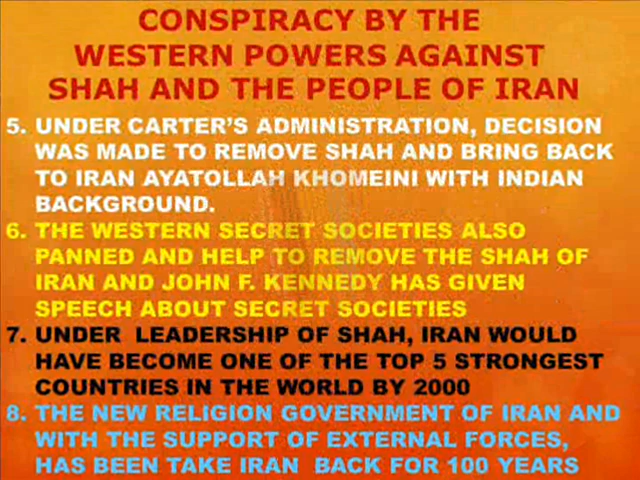 CONSPIRACY BY THE
WESTERN POWERS AGAINST
SHAH AND THE PEOPLE OF IRAN
5. UNDER CARTER'S ADMINISTRATION, DECISION
WAS MADE TO REMOVE SHAH AND BRING BACK
TO IRAN AYATOLLAH KHOMEINI WITH INDIAN
BACKGROUND.
6. THE WESTERN SECRET SOCIETIES ALSO
PANNED AND HELP TO REMOVE THE SHAH OF
IRAN AND JOHN F. KENNEDY HAS GIVEN
SPEECH ABOUT SECRET SOCIETIES
7. UNDER LEADERSHIP OF SHAH, IRAN WOULD
HAVE BECOME ONE OF THE TOP 5 STRONGEST
COUNTRIES IN THE WORLD BY 2000
8. THE NEW RELIGION GOVERNMENT OF IRAN AND
WITH THE SUPPORT OF EXTERNAL FORCES,
HAS BEEN TAKE IRAN BACK FOR 100 YEARS